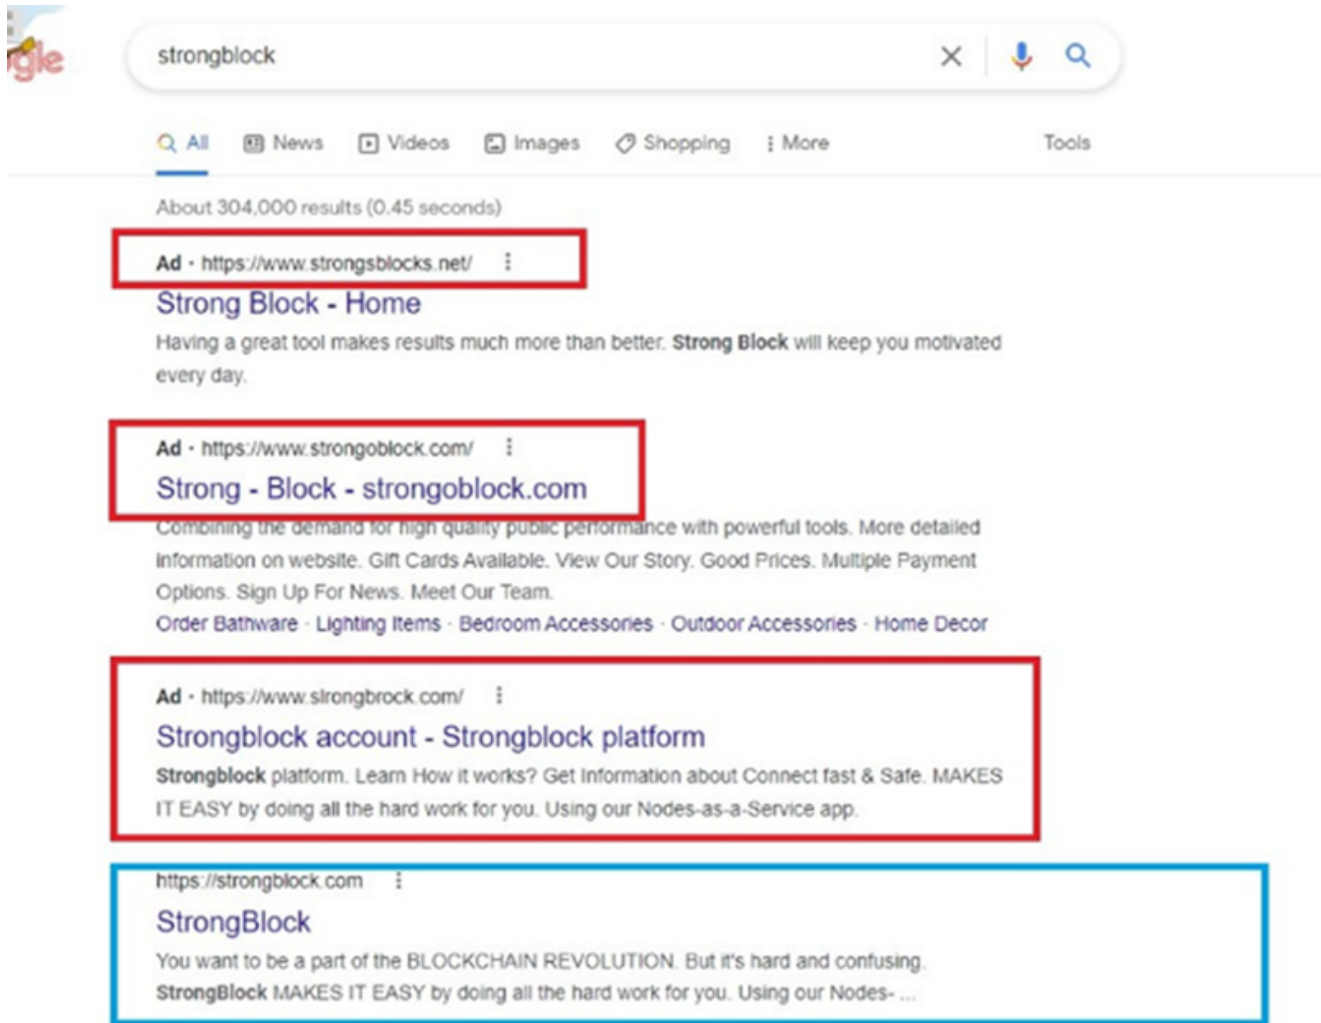 gle
strongblock
All News Videos Images Shopping More Tools
About 304,000 results (0.45 seconds)
Ad · https://www.strongsblocks.net/
Strong Block - Home
Having a great tool makes results much more than better. Strong Block will keep you motivated
every day.
Ad · https://www.strongoblock.com/
Strong - Block - strongoblock.com
Combining the demand for high quality public performance with powerful tools. More detailed
information on website. Gift Cards Available. View Our Story. Good Prices. Multiple Payment
Options. Sign Up For News. Meet Our Team.
Order Bathware · Lighting Items · Bedroom Accessories · Outdoor Accessories · Home Decor
Ad · https://www.slrongbrock.com/
Strongblock account - Strongblock platform
Strongblock platform. Learn How it works? Get Information about Connect fast & Safe. MAKES
IT EASY by doing all the hard work for you. Using our Nodes-as-a-Service app.
https://strongblock.com
StrongBlock
You want to be a part of the BLOCKCHAIN REVOLUTION. But it's hard and confusing.
StrongBlock MAKES IT EASY by doing all the hard work for you. Using our Nodes- ...